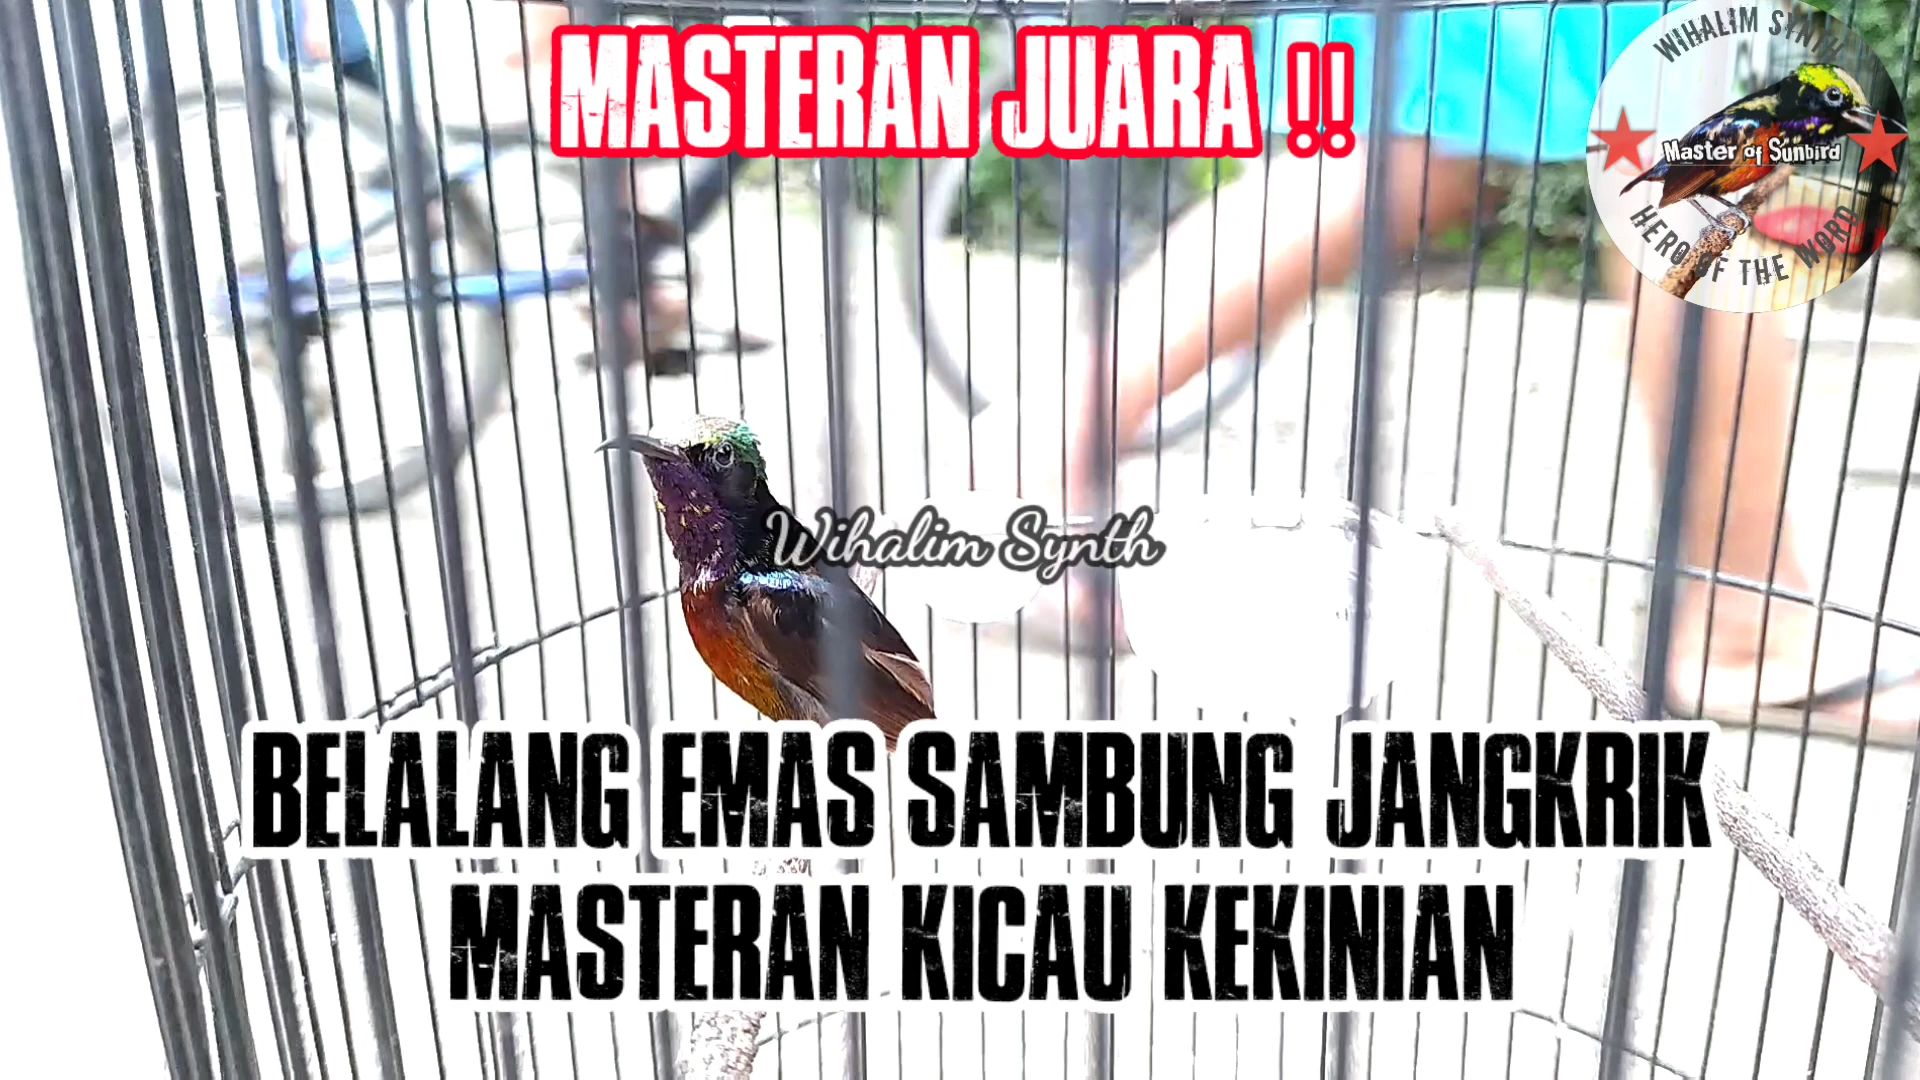 MASTERAN JUARA !!
WIHALIM SYNTH
Master of Sunbird
HERO OF THE WORD
Wihalim Synth
BELALANG EMAS SAMBUNG JANGKRIK
MASTERAN KICAU KEKINIAN